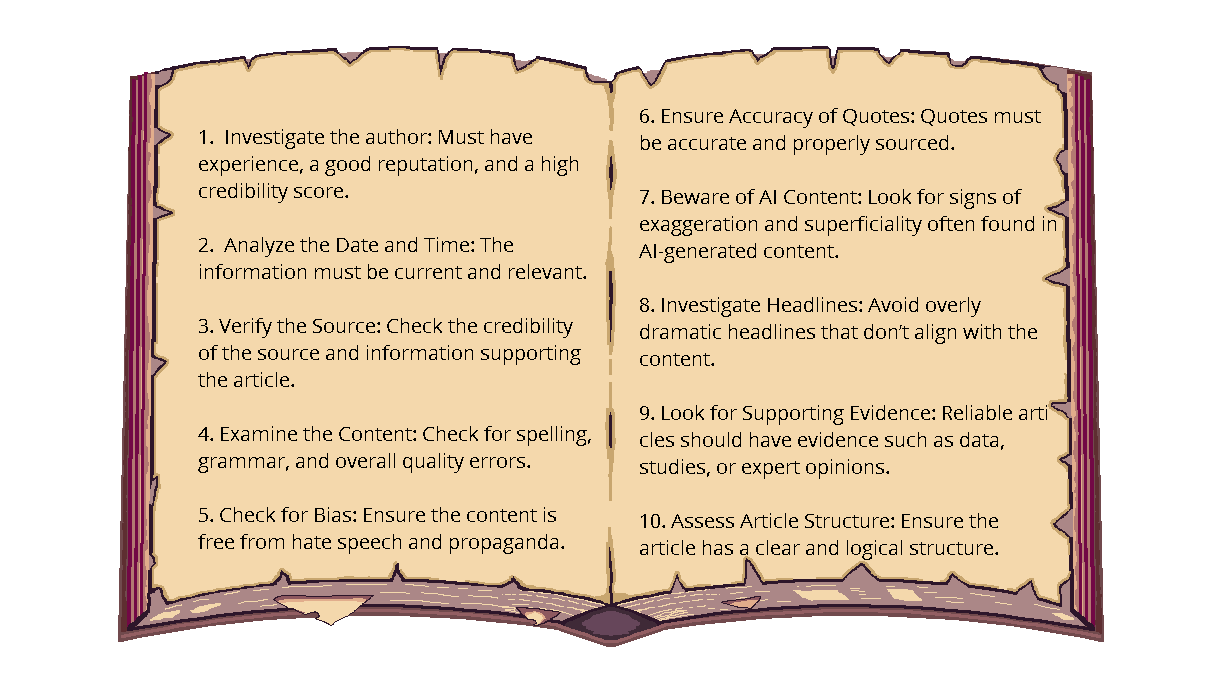 1.  Investigate the author: Must have
experience, a good reputation, and a high
credibility score.
2.  Analyze the Date and Time: The
information must be current and relevant.
3. Verify the Source: Check the credibility
of the source and information supporting
the article.
4. Examine the Content: Check for spelling,
grammar, and overall quality errors.
5. Check for Bias: Ensure the content is
free from hate speech and propaganda.
6. Ensure Accuracy of Quotes: Quotes must
be accurate and properly sourced.
7. Beware of AI Content: Look for signs of
exaggeration and superficiality often found in
AI-generated content.
8. Investigate Headlines: Avoid overly
dramatic headlines that don’t align with the
content.
9. Look for Supporting Evidence: Reliable arti
cles should have evidence such as data,
studies, or expert opinions.
10. Assess Article Structure: Ensure the
article has a clear and logical structure.